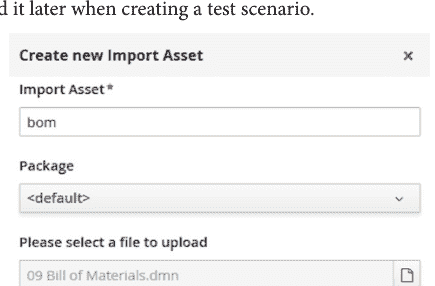 d it later when creating a test scenario.
Create new Import Asset ×
Import Asset*
bom
Package
<default>
Please select a file to upload
09 Bill of Materials.dmn